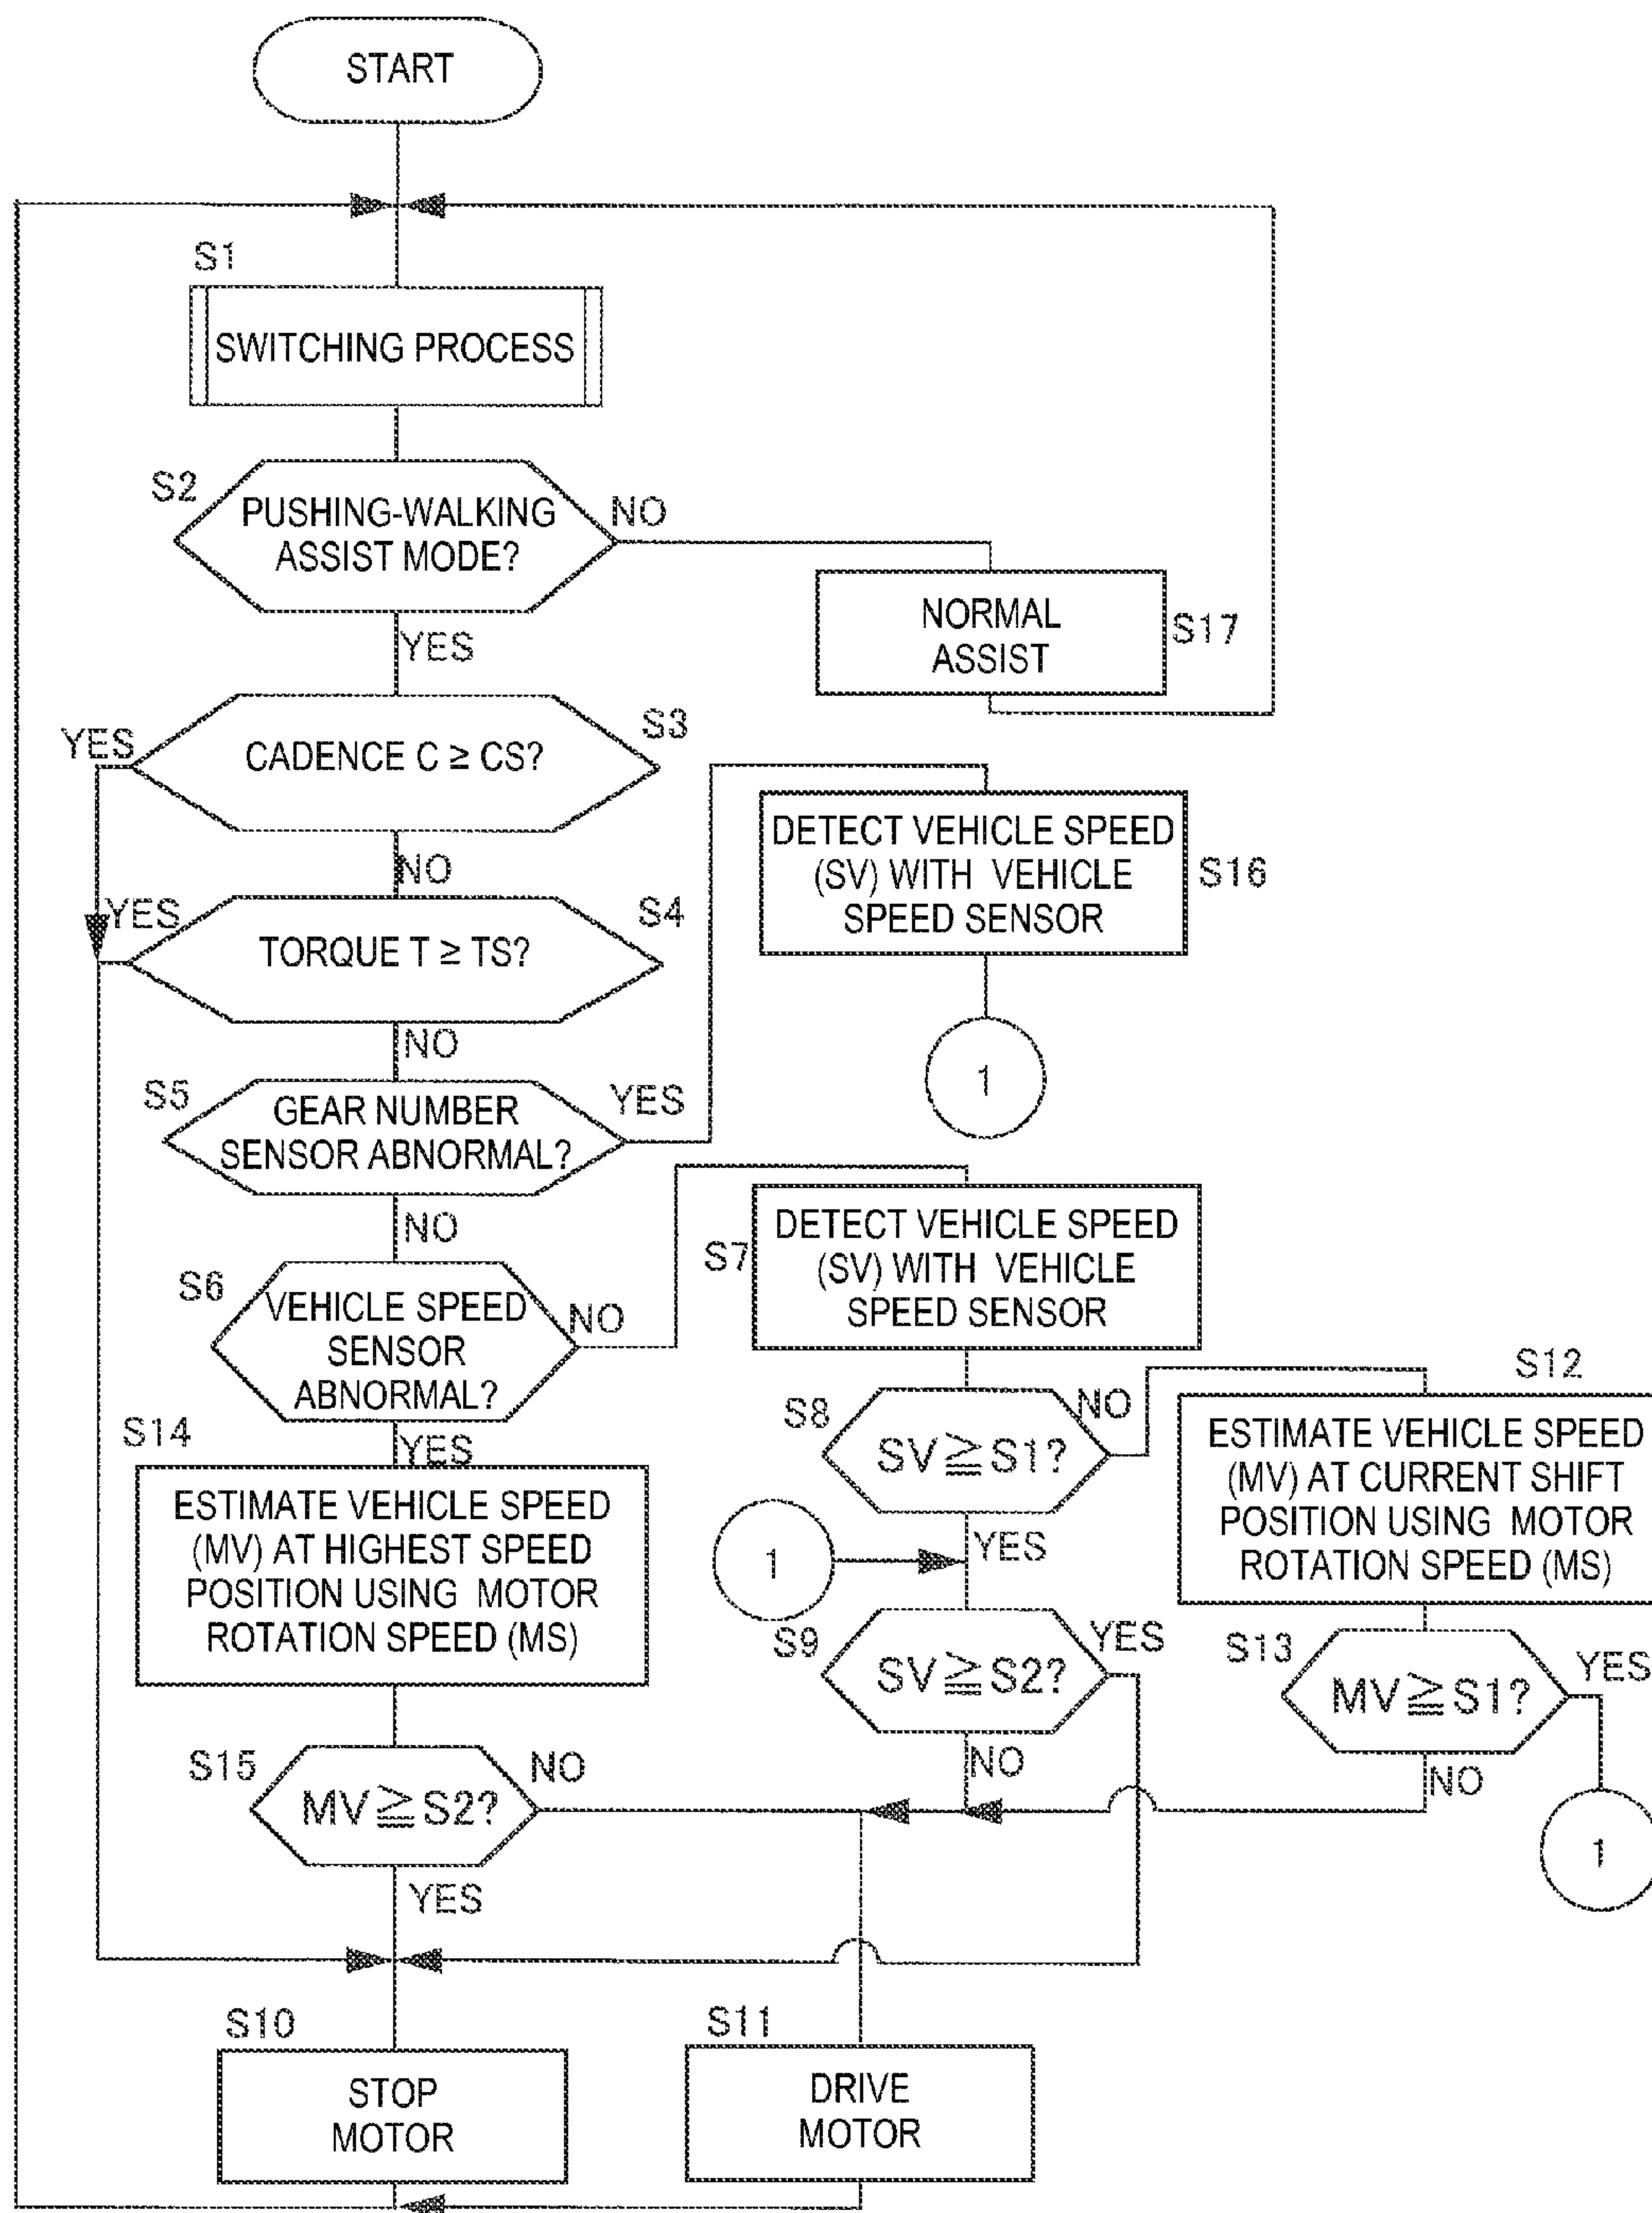 START
S1
SWITCHING PROCESS
S2
PUSHING-WALKING
ASSIST MODE?
NO
YES
NORMAL
ASSIST
S17
S3
YES
CADENCE C ≥ CS?
NO
S4
YES
TORQUE T ≥ TS?
NO
DETECT VEHICLE SPEED
(SV) WITH VEHICLE
SPEED SENSOR
S16
1
S5
GEAR NUMBER
SENSOR ABNORMAL?
YES
NO
S6
VEHICLE SPEED
SENSOR
ABNORMAL?
NO
YES
S7
DETECT VEHICLE SPEED
(SV) WITH VEHICLE
SPEED SENSOR
S8
SV ≧ S1?
NO
YES
1
S12
ESTIMATE VEHICLE SPEED
(MV) AT CURRENT SHIFT
POSITION USING MOTOR
ROTATION SPEED (MS)
S14
ESTIMATE VEHICLE SPEED
(MV) AT HIGHEST SPEED
POSITION USING MOTOR
ROTATION SPEED (MS)
S9
SV ≧ S2?
YES
NO
S13
MV ≧ S1?
YES
NO
1
S15
MV ≧ S2?
NO
YES
S10
STOP
MOTOR
S11
DRIVE
MOTOR